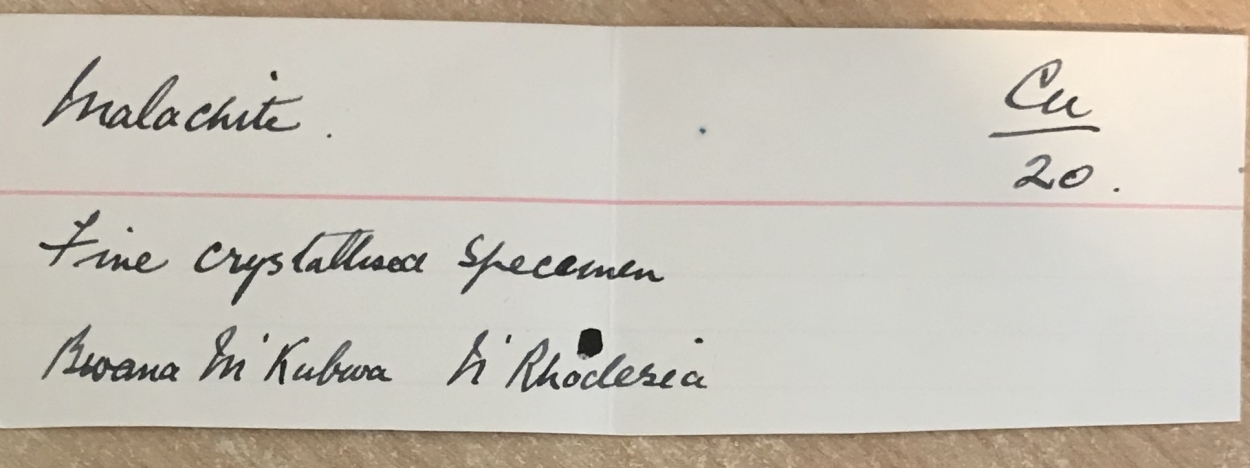 Malachite.
Cu
20.
Fine crystallised specimen
Bwana M'Kubwa N' Rhodesia